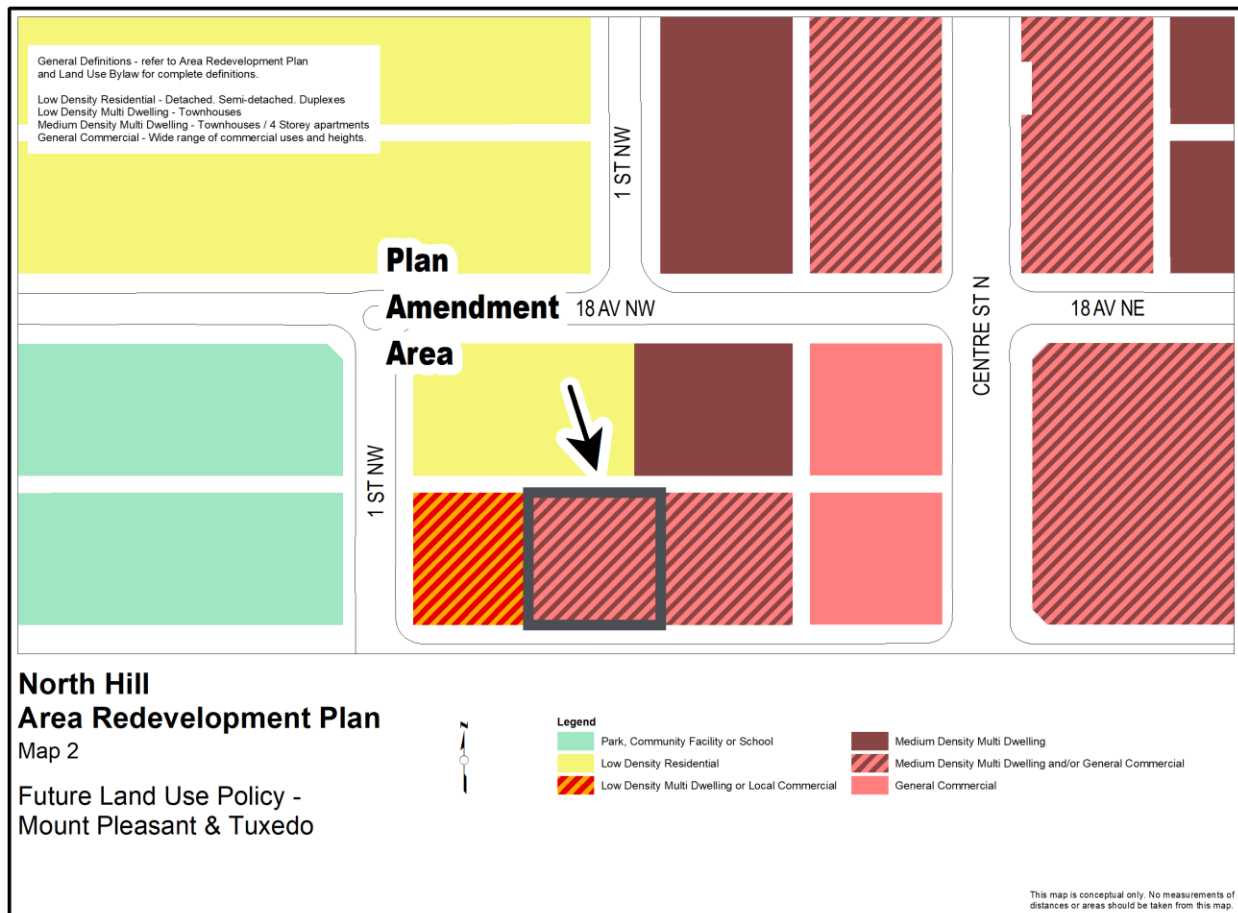 General Definitions - refer to Area Redevelopment Plan
and Land Use Bylaw for complete definitions.
Low Density Residential - Detached. Semi-detached. Duplexes
Low Density Multi Dwelling - Townhouses
Medium Density Multi Dwelling - Townhouses / 4 Storey apartments
General Commercial - Wide range of commercial uses and heights.
1 ST NW
Plan
Amendment
Area
18 AV NW
CENTRE ST N
18 AV NE
1 ST NW
North Hill
Area Redevelopment Plan
Map 2
Future Land Use Policy -
Mount Pleasant & Tuxedo
N
Legend
Park, Community Facility or School
Low Density Residential
Low Density Multi Dwelling or Local Commercial
Medium Density Multi Dwelling
Medium Density Multi Dwelling and/or General Commercial
General Commercial
This map is conceptual only. No measurements of
distances or areas should be taken from this map.